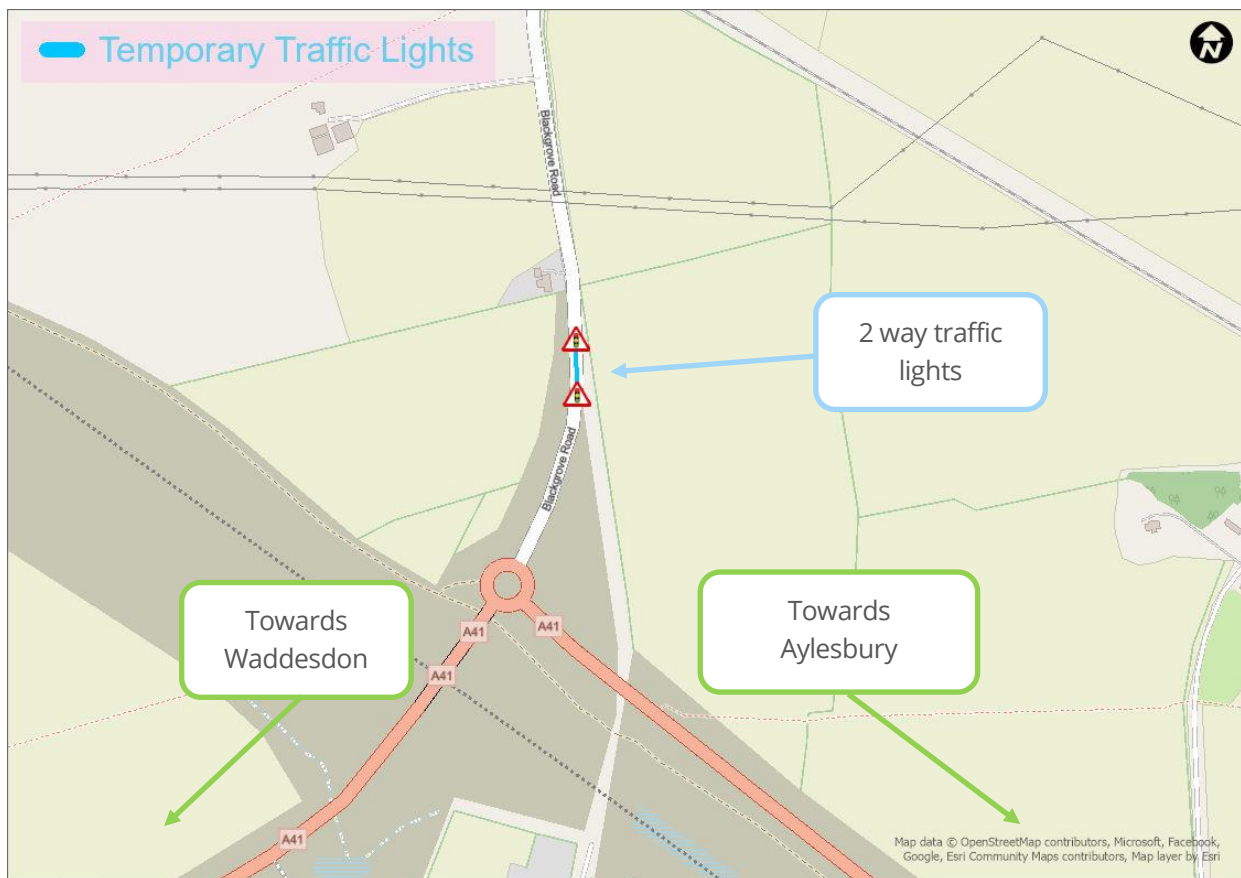 Temporary Traffic Lights
N
Blackgrove Road
2 way traffic
lights
Blackgrove Road
Towards
Waddesdon
Towards
Aylesbury
A41
A41
A41
A41
Map data © OpenStreetMap contributors, Microsoft, Facebook,
Google, Esri Community Maps contributors, Map layer by Esri